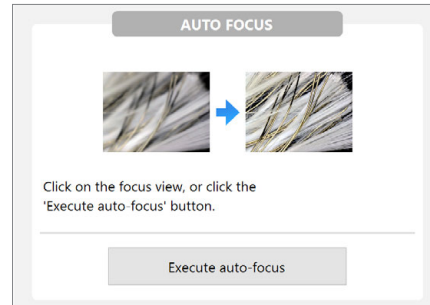 AUTO FOCUS
Click on the focus view, or click the
'Execute auto-focus' button.
Execute auto-focus